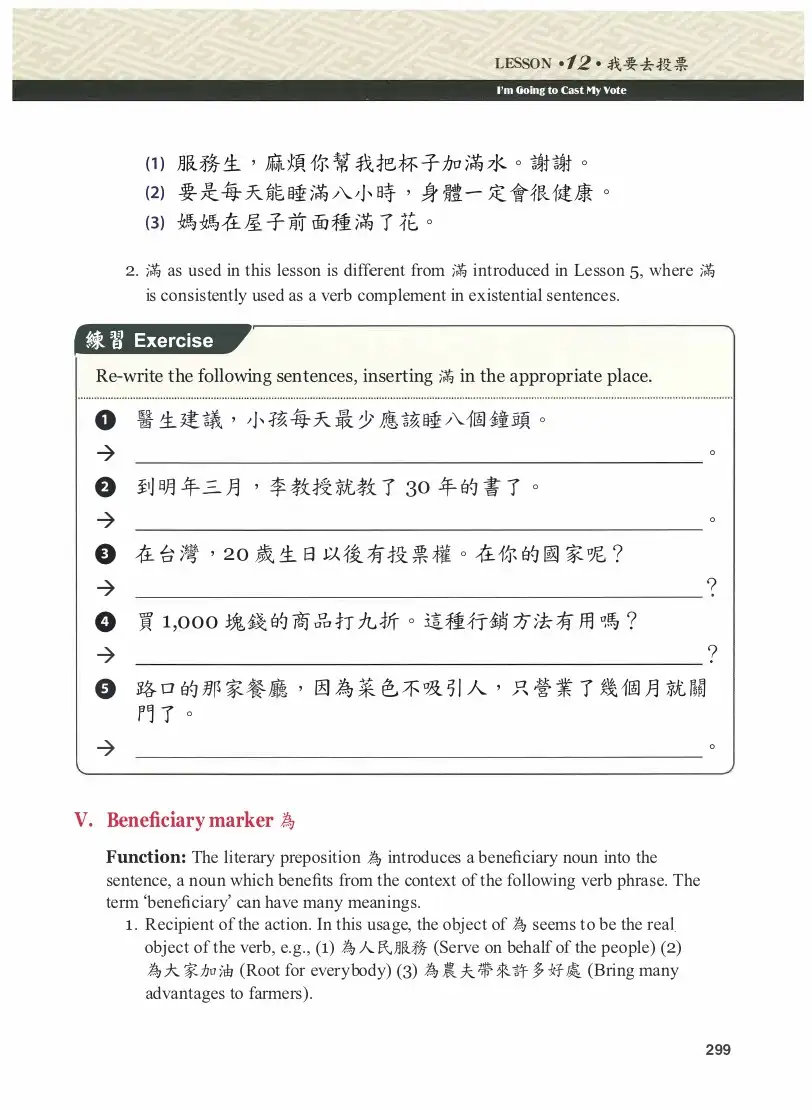 LESSON • 12 • 我要去投票
I'm Going to Cast My Vote
(1) 服務生，麻煩你幫我把杯子加滿水。謝謝。
(2) 要是每天能睡滿八小時，身體一定會很健康。
(3) 媽媽在屋子前面種滿了花。
2. 滿 as used in this lesson is different from 滿 introduced in Lesson 5, where 滿
is consistently used as a verb complement in existential sentences.
練習 Exercise
Re-write the following sentences, inserting 滿 in the appropriate place.
1 醫生建議，小孩每天最少應該睡八個鐘頭。
→ 。
2 到明年三月，李教授就教了 30 年的書了。
→ 。
3 在台灣，20 歲生日以後有投票權。在你的國家呢？
→ ？
4 買 1,000 塊錢的商品打九折。這種行銷方法有用嗎？
→ ？
5 路口的那家餐廳，因為菜色不吸引人，只營業了幾個月就關
門了。
→ 。
V. Beneficiary marker 為
Function: The literary preposition 為 introduces a beneficiary noun into the
sentence, a noun which benefits from the context of the following verb phrase. The
term ‘beneficiary’ can have many meanings.
1. Recipient of the action. In this usage, the object of 為 seems to be the real
object of the verb, e.g., (1) 為人民服務 (Serve on behalf of the people) (2)
為大家加油 (Root for everybody) (3) 為農夫帶來許多好處 (Bring many
advantages to farmers).
299